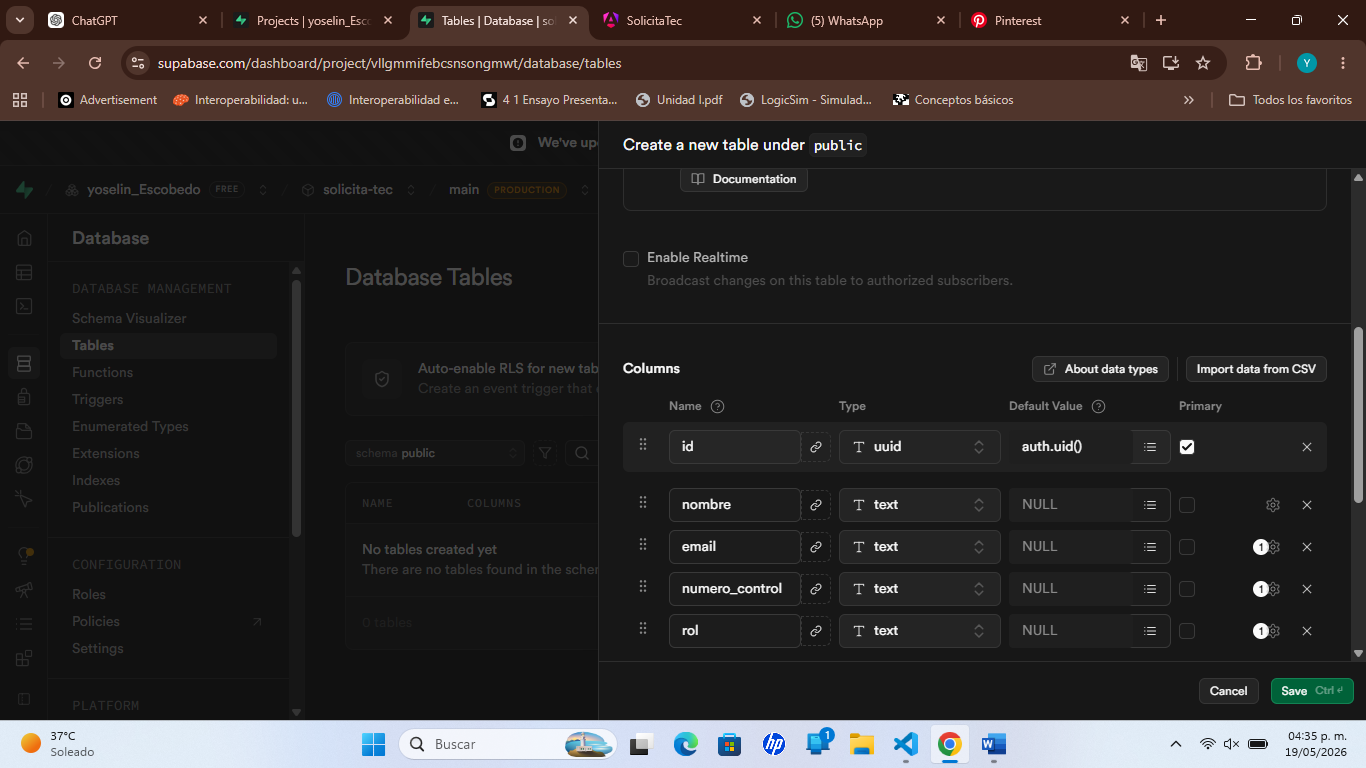 ChatGPT
Projects | yoselin_Esc
Tables | Database | so
SolicitaTec
(5) WhatsApp
Pinterest
supabase.com/dashboard/project/vllgmmifebcsnsongmwt/database/tables
Y
Advertisement
Interoperabilidad: u...
Interoperabilidad e...
4 1 Ensayo Presenta...
Unidad I.pdf
LogicSim - Simulad...
Conceptos básicos
Todos los favoritos
We've up
yoselin_Escobedo
FREE
solicita-tec
main
PRODUCTION
Database
DATABASE MANAGEMENT
Schema Visualizer
Tables
Functions
Triggers
Enumerated Types
Extensions
Indexes
Publications
CONFIGURATION
Roles
Policies
Settings
PLATFORM
Database Tables
Auto-enable RLS for new tab
Create an event trigger that
schema public
NAME
COLUMNS
No tables created yet
There are no tables found in the schem
0 tables
Create a new table under public
Documentation
Enable Realtime
Broadcast changes on this table to authorized subscribers.
Columns
About data types
Import data from CSV
Name
Type
Default Value
Primary
id
uuid
auth.uid()
nombre
text
NULL
email
text
NULL
1
numero_control
text
NULL
1
rol
text
NULL
1
Cancel
Save Ctrl
37°C
Soleado
Buscar
1
04:35 p. m.
19/05/2026